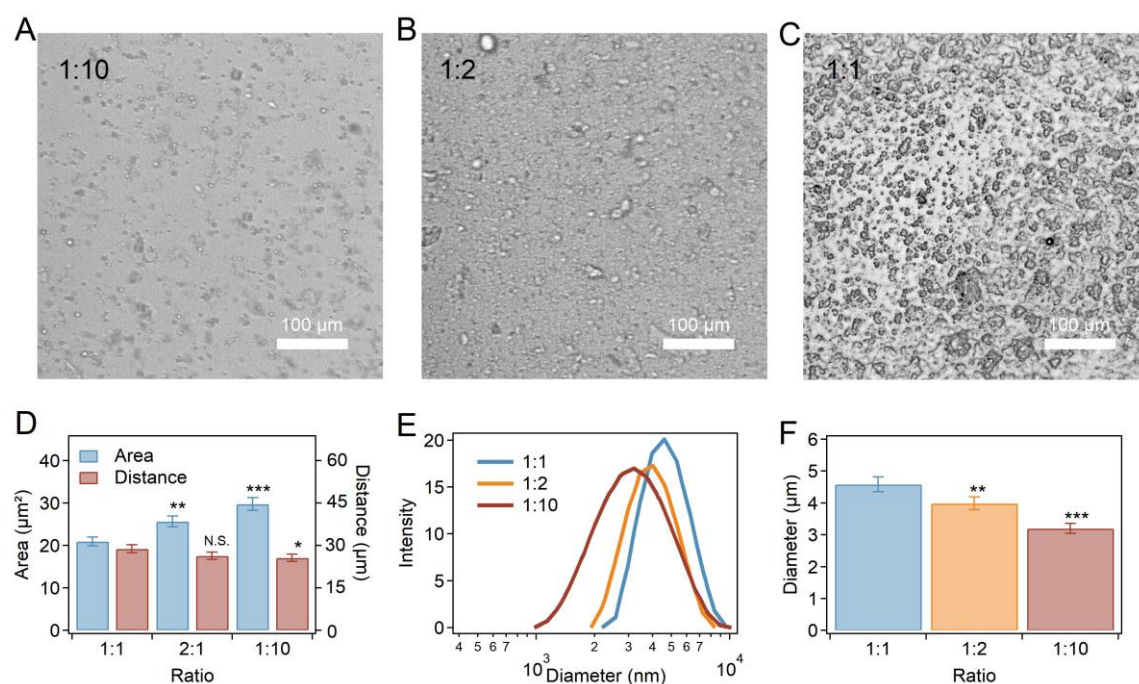 A
1:10
100 µm
B
1:2
100 µm
C
1:1
100 µm
D
Area
Distance
Area (µm²)
40
30
20
10
0
**
N.S.
***
*
60
45
30
15
0
Distance (µm)
1:1 2:1 1:10
Ratio
E
1:1
1:2
1:10
Intensity
20
15
10
5
0
4 5 6 7 10³ 2 3 4 5 6 7 10⁴
Diameter (nm)
F
Diameter (µm)
6
5
4
3
2
1
0
**
***
1:1 1:2 1:10
Ratio